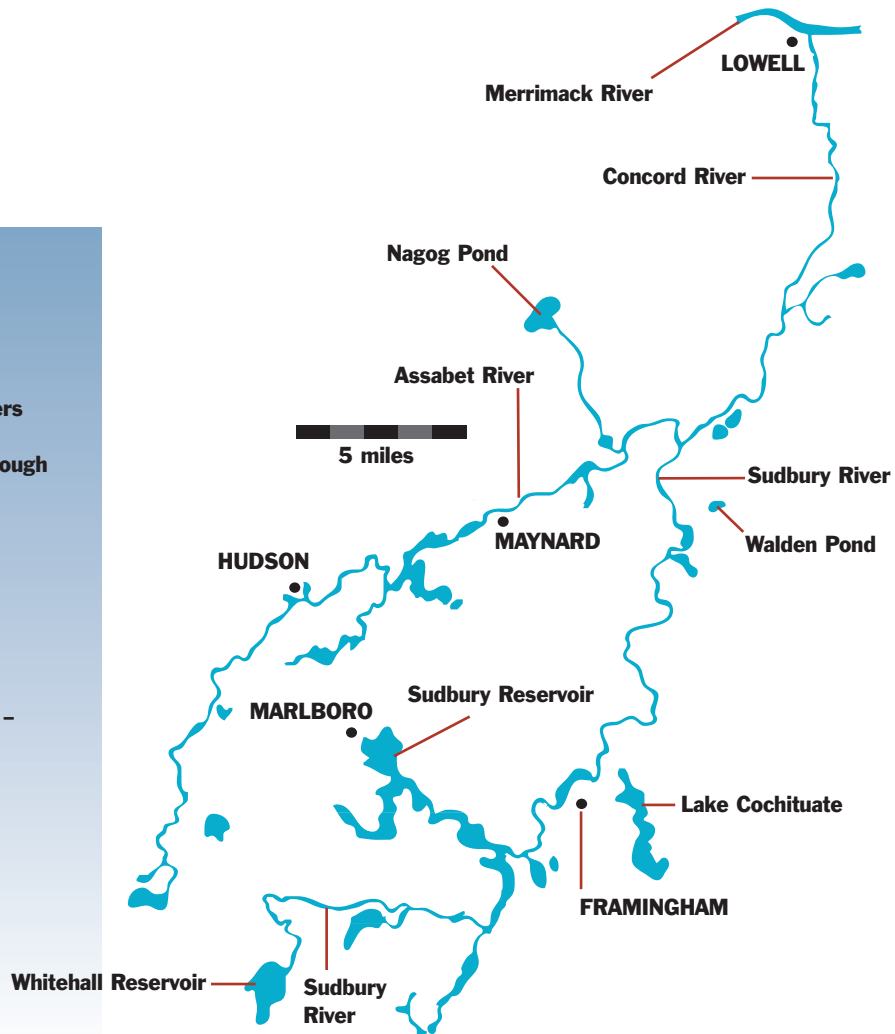 LOWELL
Merrimack River
Concord River
Nagog Pond
Assabet River
ers
5 miles
ough
Sudbury River
MAYNARD
Walden Pond
HUDSON
Sudbury Reservoir
MARLBORO
–
Lake Cochituate
FRAMINGHAM
Whitehall Reservoir
Sudbury
River